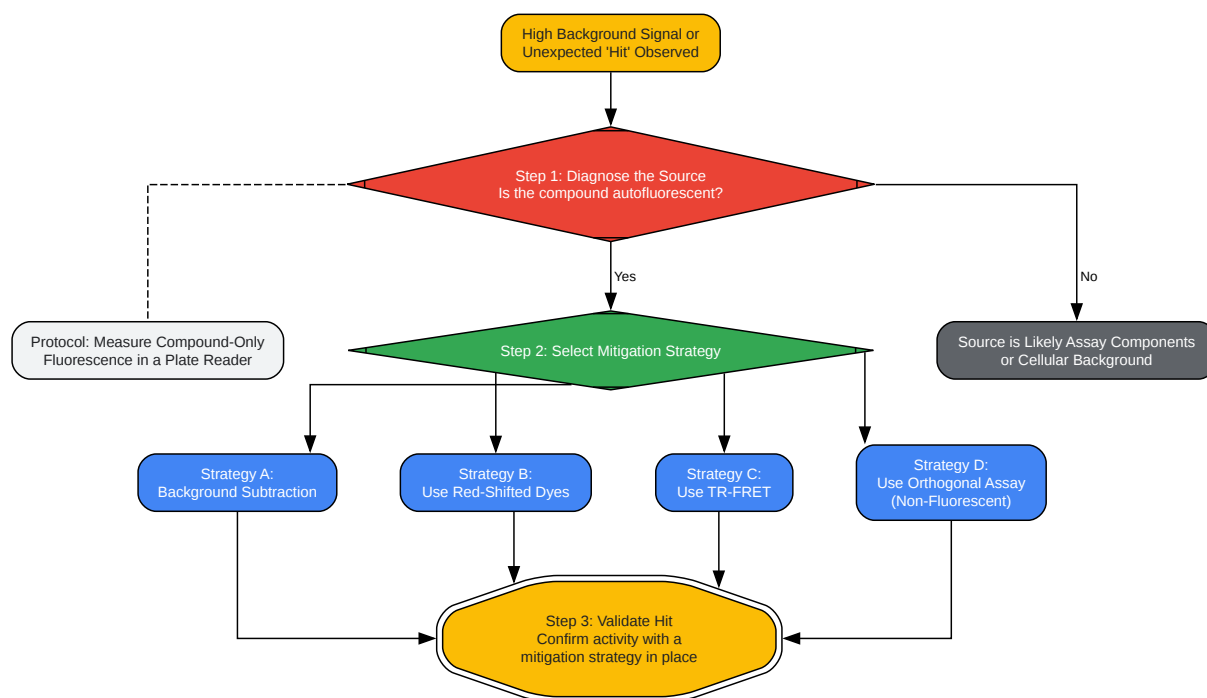 High Background Signal or
Unexpected 'Hit' Observed
Step 1: Diagnose the Source
Is the compound autofluorescent?
Yes
No
Protocol: Measure Compound-Only
Fluorescence in a Plate Reader
Step 2: Select Mitigation Strategy
Source is Likely Assay Components
or Cellular Background
Strategy A:
Background Subtraction
Strategy B:
Use Red-Shifted Dyes
Strategy C:
Use TR-FRET
Strategy D:
Use Orthogonal Assay
(Non-Fluorescent)
Step 3: Validate Hit
Confirm activity with a
mitigation strategy in place